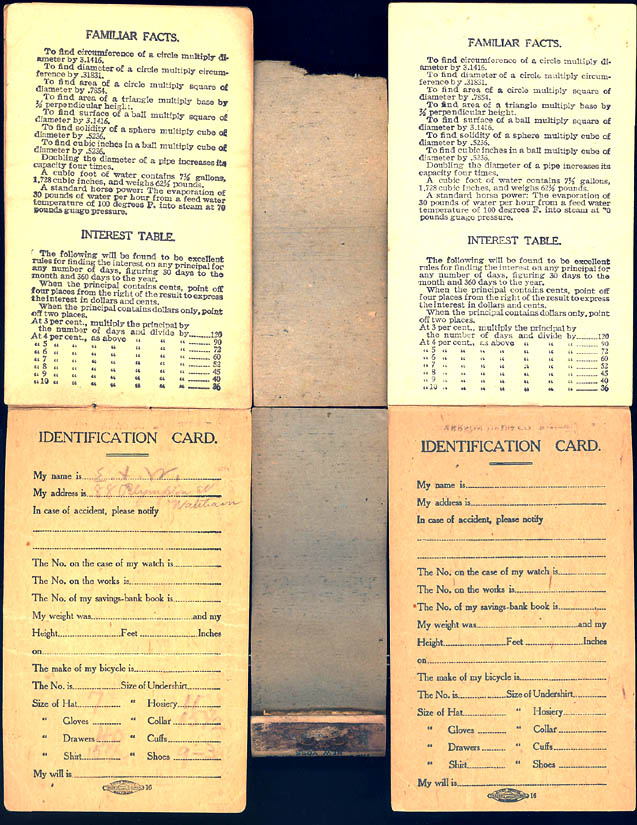 FAMILIAR FACTS.
To find circumference of a circle multiply di-
ameter by 3.1416.
To find diameter of a circle multiply circum-
ference by .31831.
To find area of a circle multiply square of
diameter by .7854.
To find area of a triangle multiply base by
½ perpendicular height.
To find surface of a ball multiply square of
diameter by 3.1416.
To find solidity of a sphere multiply cube of
diameter by .5236.
To find cubic inches in a ball multiply cube of
diameter by .5236.
Doubling the diameter of a pipe increases its
capacity four times.
A cubic foot of water contains 7½ gallons,
1,728 cubic inches, and weighs 62½ pounds.
A standard horse power: The evaporation of
30 pounds of water per hour from a feed water
temperature of 100 degrees F. into steam at 70
pounds guage pressure.
INTEREST TABLE.
The following will be found to be excellent
rules for finding the interest on any principal for
any number of days, figuring 30 days to the
month and 360 days to the year.
When the principal contains cents, point off
four places from the right of the result to express
the interest in dollars and cents.
When the principal contains dollars only, point
off two places.
At 3 per cent., multiply the principal by
the number of days and divide by..........120
At 4 per cent., as above " " " ..........90
" 5 " " " " " " ..........72
" 6 " " " " " " ..........60
" 7 " " " " " " ..........52
" 8 " " " " " " ..........45
" 9 " " " " " " ..........40
"10 " " " " " " ..........36
IDENTIFICATION CARD.
My name is E. A. W.
My address is
Waltham
In case of accident, please notify
The No. on the case of my watch is
The No. on the works is
The No. of my savings-bank book is
My weight was..........and my
Height..........Feet..........Inches
on
The make of my bicycle is
The No. is..........Size of Undershirt
Size of Hat.......... " Hosiery
" Gloves .......... " Collar
" Drawers .......... " Cuffs
" Shirt .......... " Shoes
My will is
16
FAMILIAR FACTS.
To find circumference of a circle multiply di-
ameter by 3.1416.
To find diameter of a circle multiply circum-
ference by .31831.
To find area of a circle multiply square of
diameter by .7854.
To find area of a triangle multiply base by
½ perpendicular height.
To find surface of a ball multiply square of
diameter by 3.1416.
To find solidity of a sphere multiply cube of
diameter by .5236.
To find cubic inches in a ball multiply cube of
diameter by .5236.
Doubling the diameter of a pipe increases its
capacity four times.
A cubic foot of water contains 7½ gallons,
1,728 cubic inches, and weighs 62½ pounds.
A standard horse power: The evaporation of
30 pounds of water per hour from a feed water
temperature of 100 degrees F. into steam at 70
pounds guage pressure.
INTEREST TABLE.
The following will be found to be excellent
rules for finding the interest on any principal for
any number of days, figuring 30 days to the
month and 360 days to the year.
When the principal contains cents, point off
four places from the right of the result to express
the interest in dollars and cents.
When the principal contains dollars only, point
off two places.
At 3 per cent., multiply the principal by
the number of days and divide by..........120
At 4 per cent., as above " " " ..........90
" 5 " " " " " " ..........72
" 6 " " " " " " ..........60
" 7 " " " " " " ..........52
" 8 " " " " " " ..........45
" 9 " " " " " " ..........40
"10 " " " " " " ..........36
IDENTIFICATION CARD.
My name is
My address is
In case of accident, please notify
The No. on the case of my watch is
The No. on the works is
The No. of my savings-bank book is
My weight was..........and my
Height..........Feet..........Inches
on
The make of my bicycle is
The No. is..........Size of Undershirt
Size of Hat.......... " Hosiery
" Gloves .......... " Collar
" Drawers .......... " Cuffs
" Shirt .......... " Shoes
My will is
16